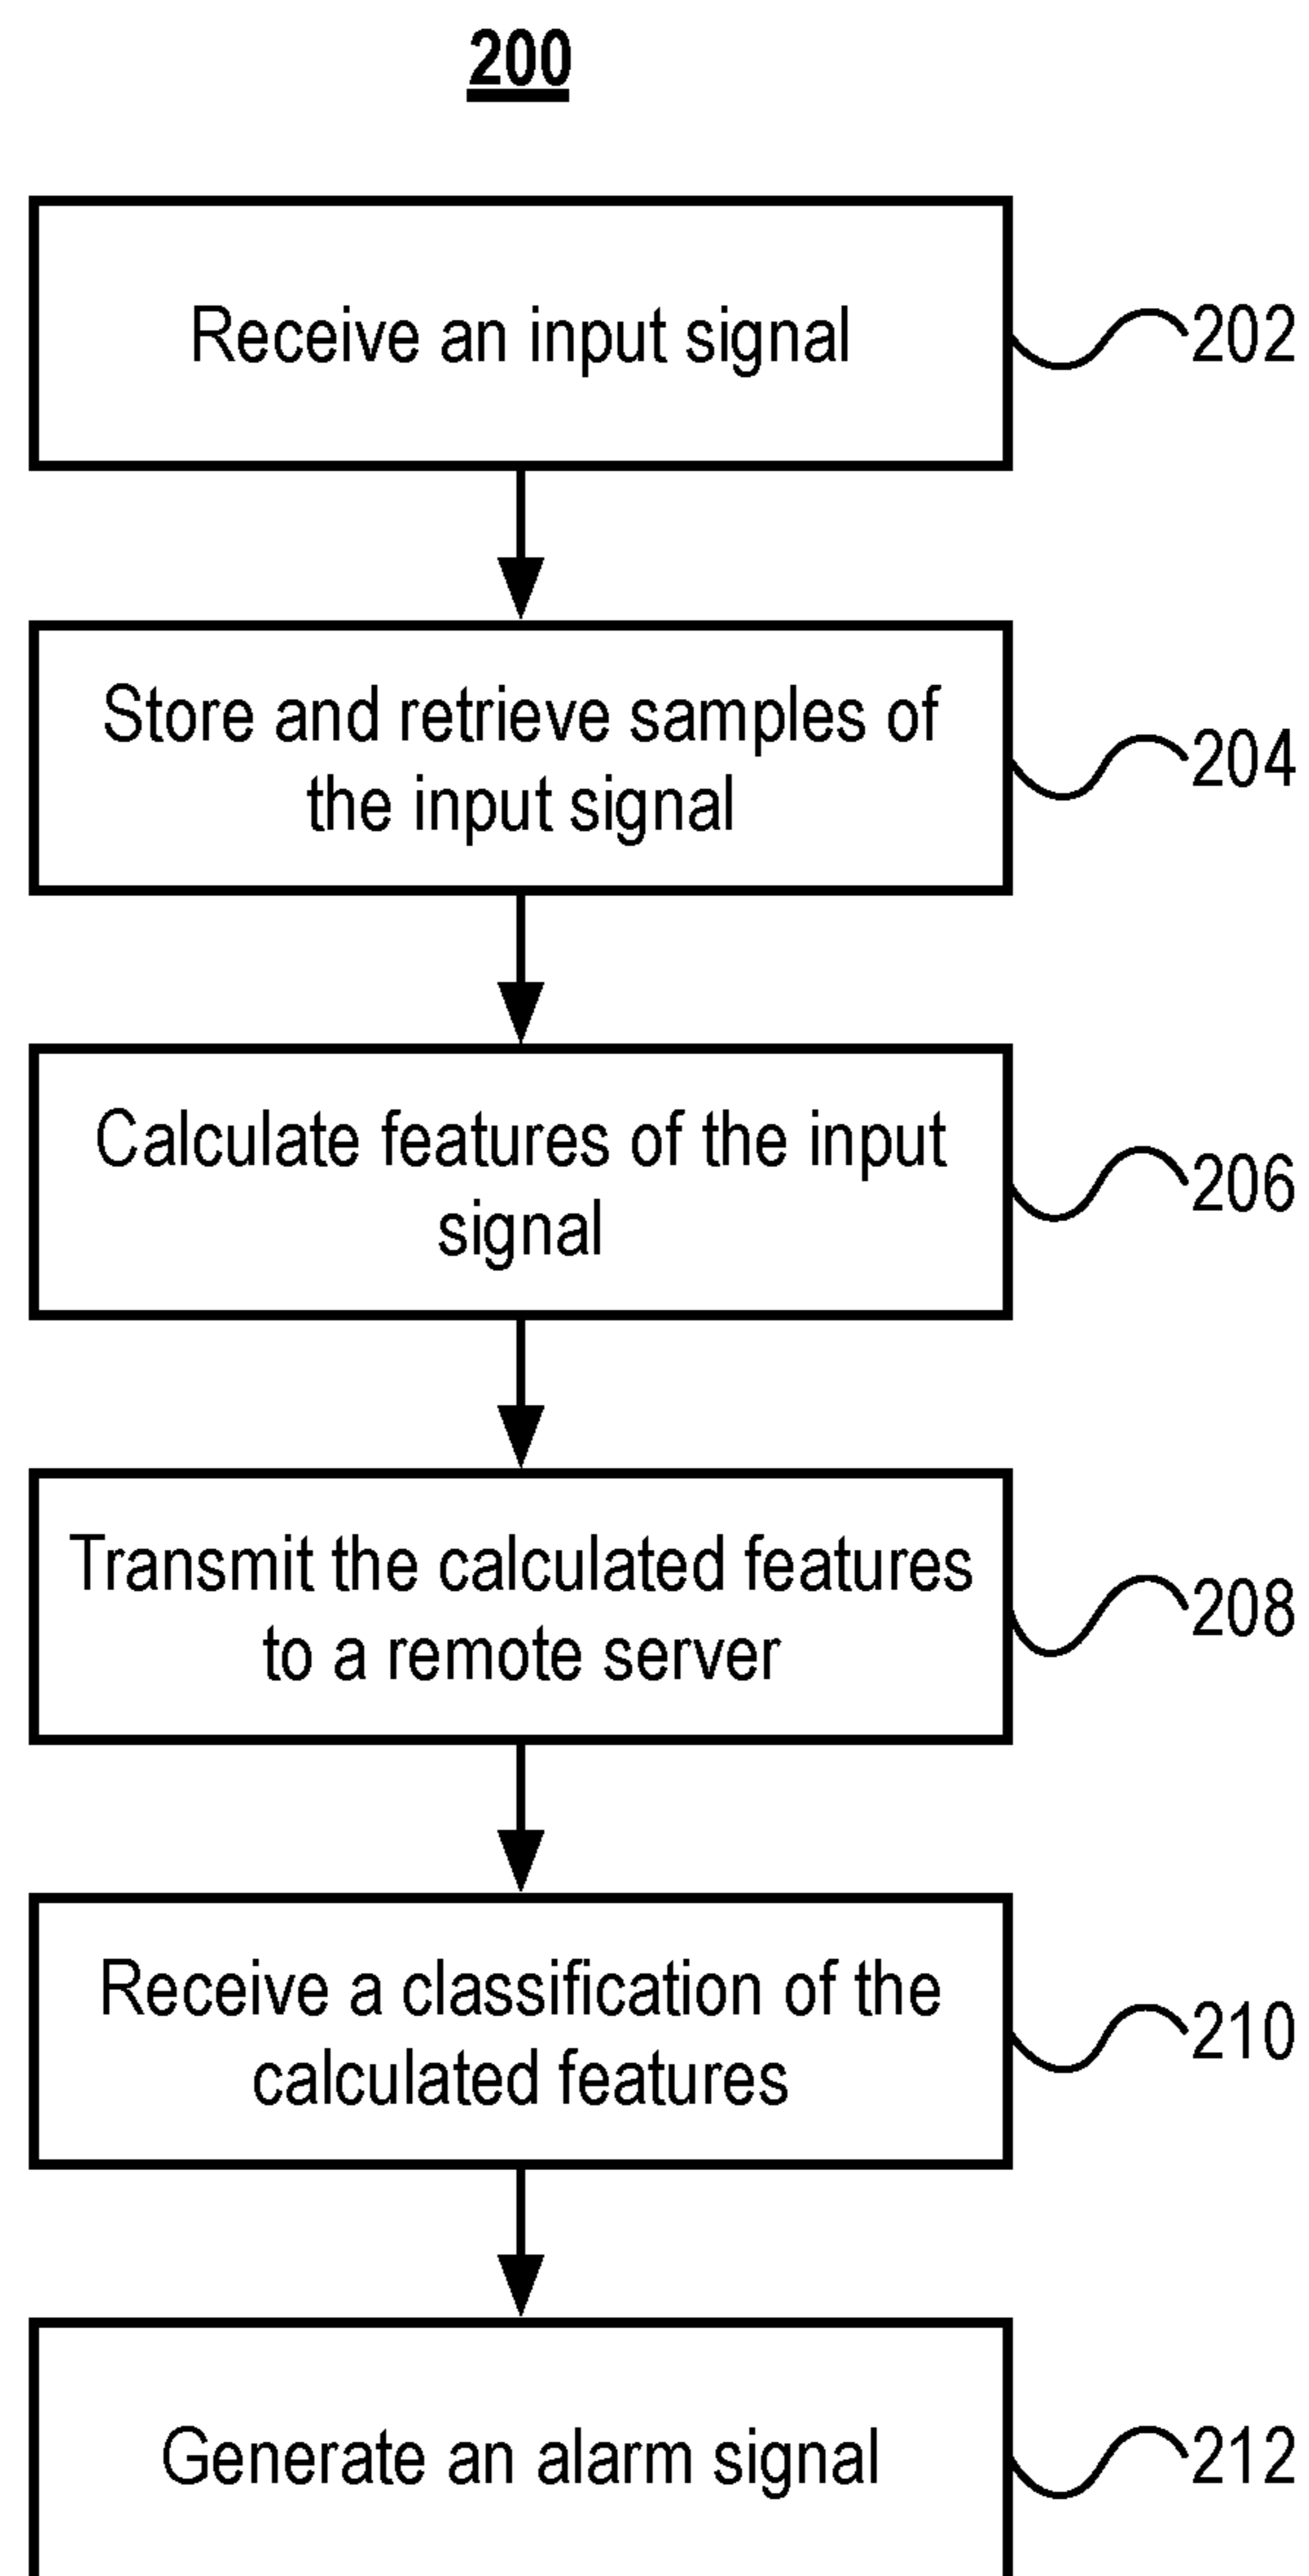 200
Receive an input signal
202
Store and retrieve samples of
the input signal
204
Calculate features of the input
signal
206
Transmit the calculated features
to a remote server
208
Receive a classification of the
calculated features
210
Generate an alarm signal
212